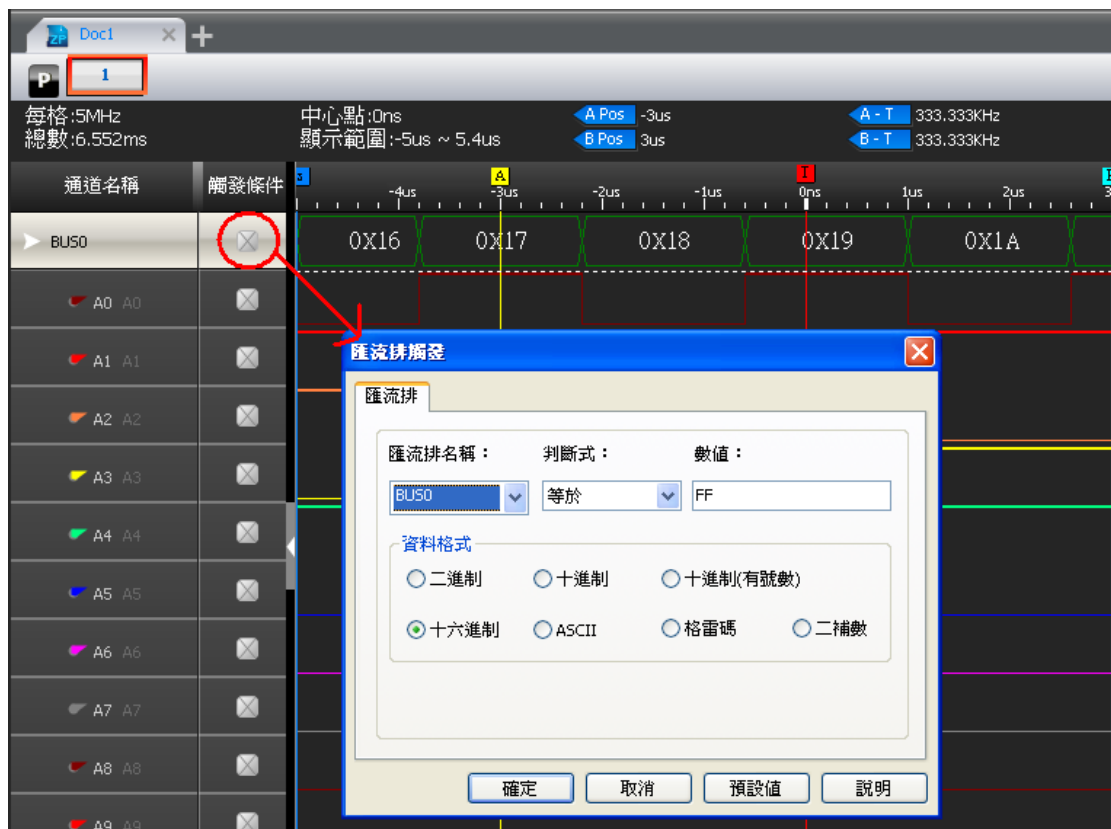 Doc1
P 1
每格:5MHz 中心點:0ns A Pos -3us A - T 333.333KHz
總數:6.552ms 顯示範圍:-5us ~ 5.4us B Pos 3us B - T 333.333KHz
通道名稱 觸發條件 -4us A -3us -2us -1us T 0ns 1us 2us
BUS0 0X16 0X17 0X18 0X19 0X1A
A0 A0
A1 A1
匯流排觸發
A2 A2
匯流排
匯流排名稱： 判斷式： 數值：
A3 A3
BUS0 等於 FF
A4 A4
資料格式
A5 A5
二進制 十進制 十進制(有號數)
十六進制 ASCII 格雷碼 二補數
A6 A6
A7 A7
A8 A8
確定 取消 預設值 說明
A9 A9